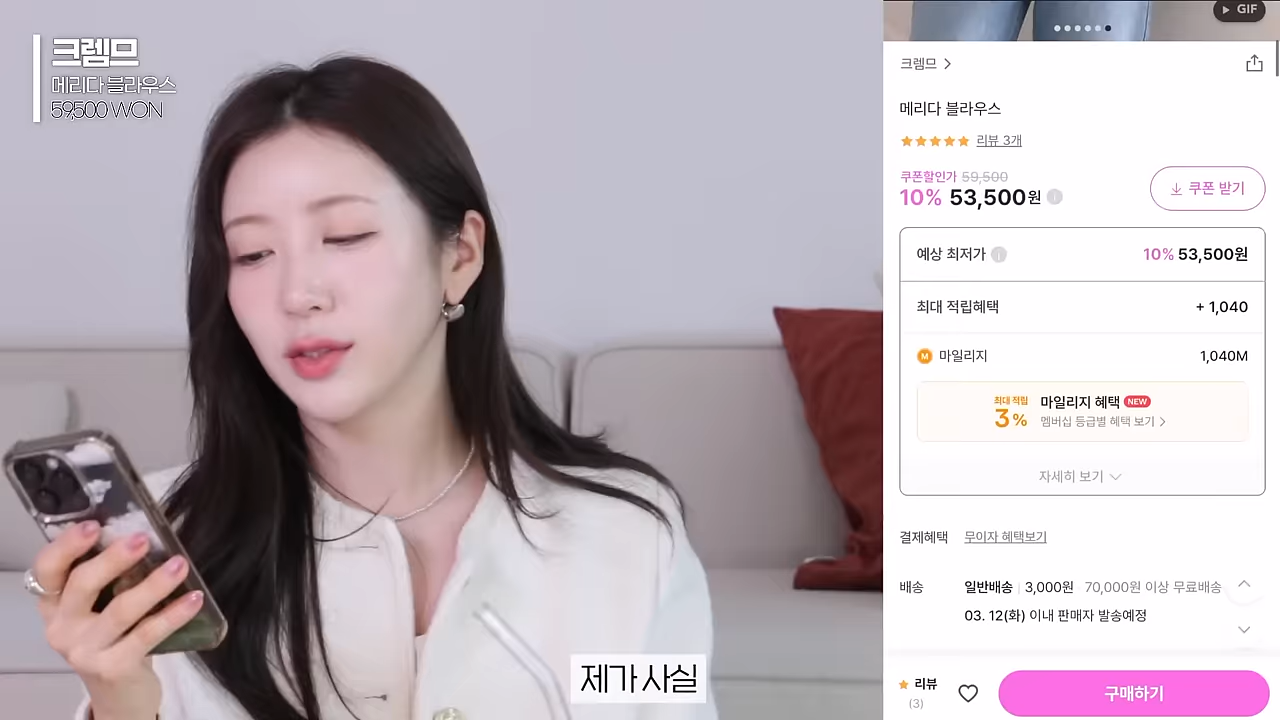 크렘므
메리다 블라우스
59,500 WON
제가 사실
GIF
크렘므
메리다 블라우스
리뷰 3개
쿠폰할인가 59,500
10% 53,500원
쿠폰 받기
예상 최저가 10% 53,500원
최대 적립혜택 + 1,040
M 마일리지 1,040M
최대 적립 3%
마일리지 혜택 NEW
멤버십 등급별 혜택 보기
자세히 보기
결제혜택 무이자 혜택보기
배송 일반배송 3,000원 70,000원 이상 무료배송
03. 12(화) 이내 판매자 발송예정
리뷰
(3)
구매하기